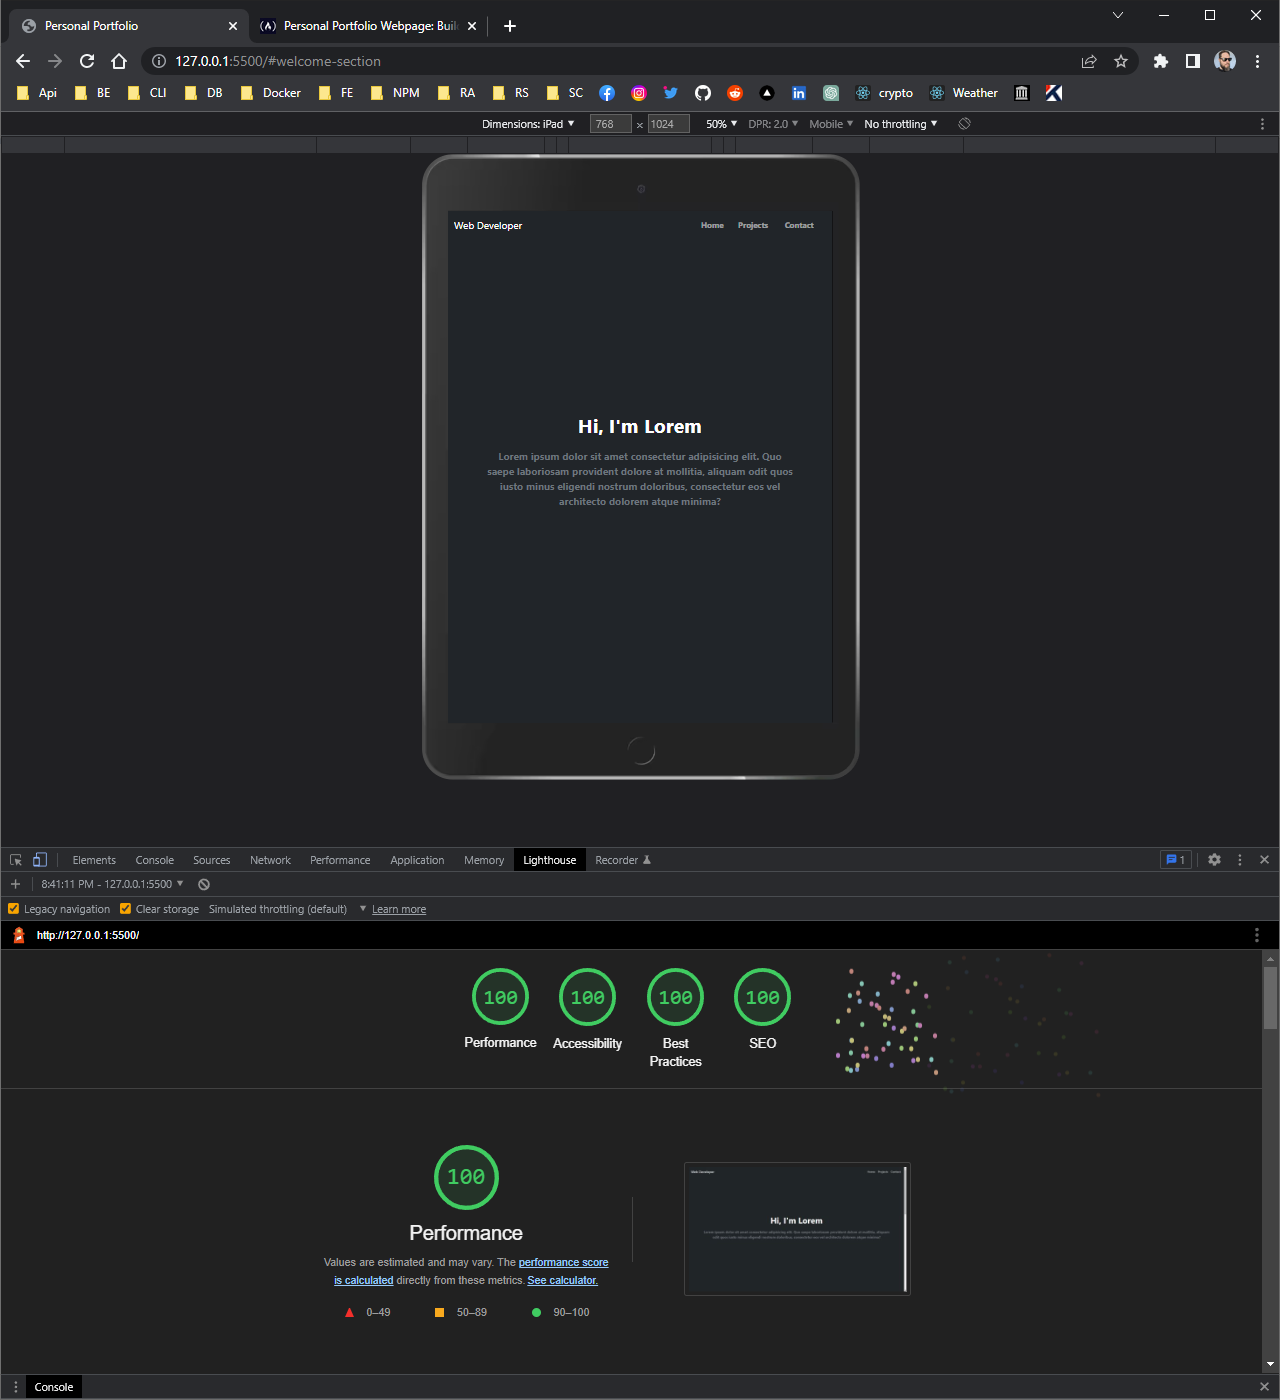 Personal Portfolio
Personal Portfolio Webpage: Buil
127.0.0.1:5500/#welcome-section
Api BE CLI DB Docker FE NPM RA RS SC crypto Weather
Dimensions: iPad 768 × 1024 50% DPR: 2.0 Mobile No throttling
Web Developer Home Projects Contact
Hi, I'm Lorem
Lorem ipsum dolor sit amet consectetur adipisicing elit. Quo
saepe laboriosam provident dolore at mollitia, aliquam odit quos
iusto minus eligendi nostrum doloribus, consectetur eos vel
architecto dolorem atque minima?
Elements Console Sources Network Performance Application Memory Lighthouse Recorder 1
8:41:11 PM - 127.0.0.1:5500
Legacy navigation Clear storage Simulated throttling (default) Learn more
http://127.0.0.1:5500/
100 100 100 100
Performance Accessibility Best Practices SEO
100
Performance
Values are estimated and may vary. The performance score
is calculated directly from these metrics. See calculator.
0–49 50–89 90–100
Web Developer Home Projects Contact
Hi, I'm Lorem
Console